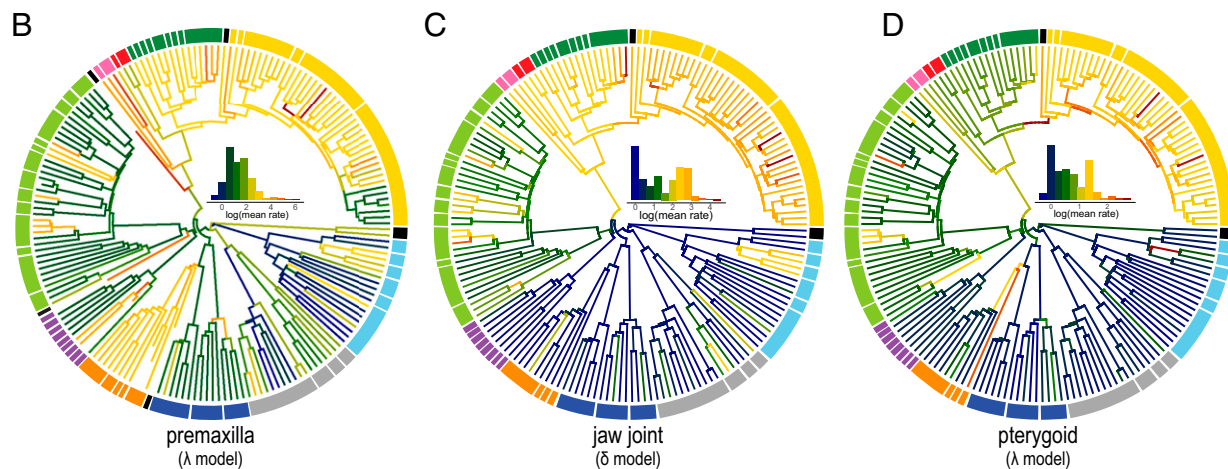 B
C
D
0 2 4 6
log(mean rate)
0 1 2 3 4
log(mean rate)
0 1 2
log(mean rate)
premaxilla
(λ model)
jaw joint
(δ model)
pterygoid
(λ model)